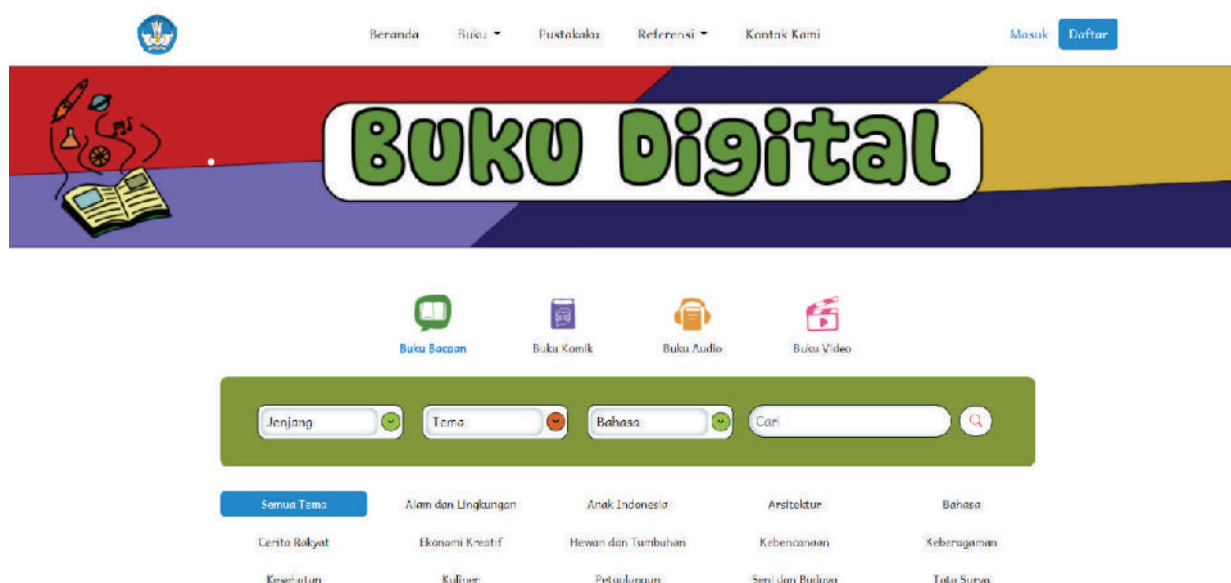 Beranda Buku Pustakaku Referensi Kontak Kami Masuk Daftar
Buku Digital
Buku Bacaan Buku Komik Buku Audio Buku Video
Jenjang Tema Bahasa Cari
Semua Tema Alam dan Lingkungan Anak Indonesia Arsitektur Bahasa
Cerita Rakyat Ekonomi Kreatif Hewan dan Tumbuhan Kebencanaan Keberagaman
Kesehatan Kuliner Petualangan Seni dan Budaya Tata Surya